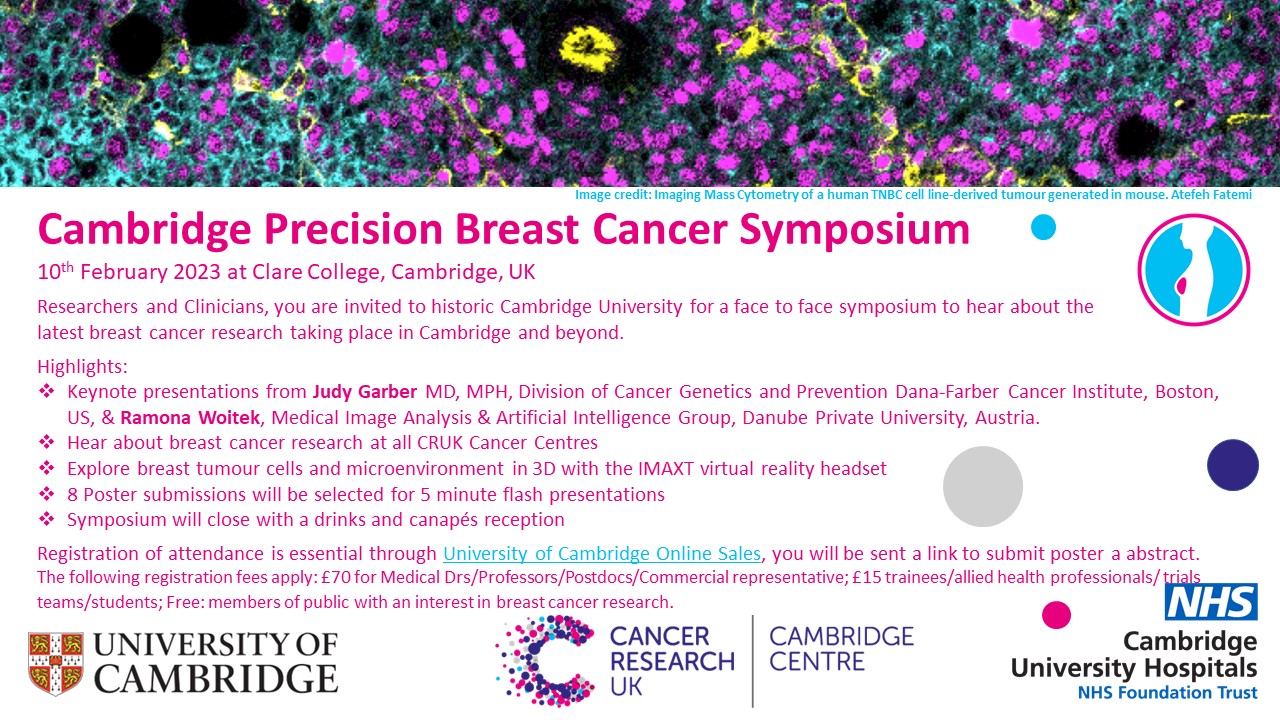 Image credit: Imaging Mass Cytometry of a human TNBC cell line-derived tumour generated in mouse. Atefeh Fatemi
Cambridge Precision Breast Cancer Symposium
10th February 2023 at Clare College, Cambridge, UK
Researchers and Clinicians, you are invited to historic Cambridge University for a face to face symposium to hear about the
latest breast cancer research taking place in Cambridge and beyond.
Highlights:
❖ Keynote presentations from Judy Garber MD, MPH, Division of Cancer Genetics and Prevention Dana-Farber Cancer Institute, Boston,
US, & Ramona Woitek, Medical Image Analysis & Artificial Intelligence Group, Danube Private University, Austria.
❖ Hear about breast cancer research at all CRUK Cancer Centres
❖ Explore breast tumour cells and microenvironment in 3D with the IMAXT virtual reality headset
❖ 8 Poster submissions will be selected for 5 minute flash presentations
❖ Symposium will close with a drinks and canapés reception
Registration of attendance is essential through University of Cambridge Online Sales, you will be sent a link to submit poster a abstract.
The following registration fees apply: £70 for Medical Drs/Professors/Postdocs/Commercial representative; £15 trainees/allied health professionals/ trials
teams/students; Free: members of public with an interest in breast cancer research.
UNIVERSITY OF
CAMBRIDGE
CANCER
RESEARCH
UK
CAMBRIDGE
CENTRE
NHS
Cambridge
University Hospitals
NHS Foundation Trust